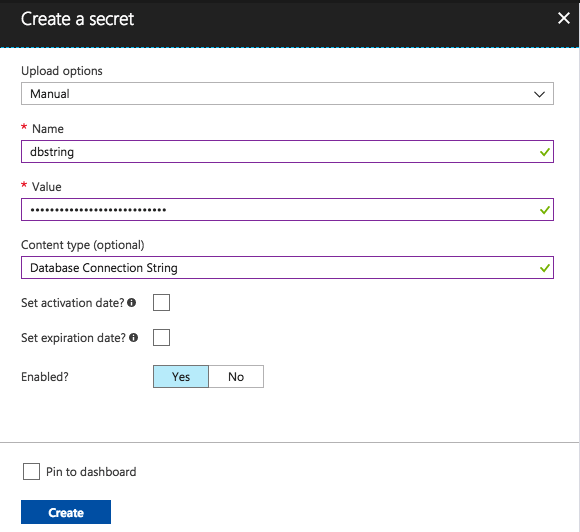 Create a secret
Upload options
Manual
* Name
dbstring
* Value
••••••••••••••••••••••••••••
Content type (optional)
Database Connection String
Set activation date?
Set expiration date?
Enabled? Yes No
Pin to dashboard
Create